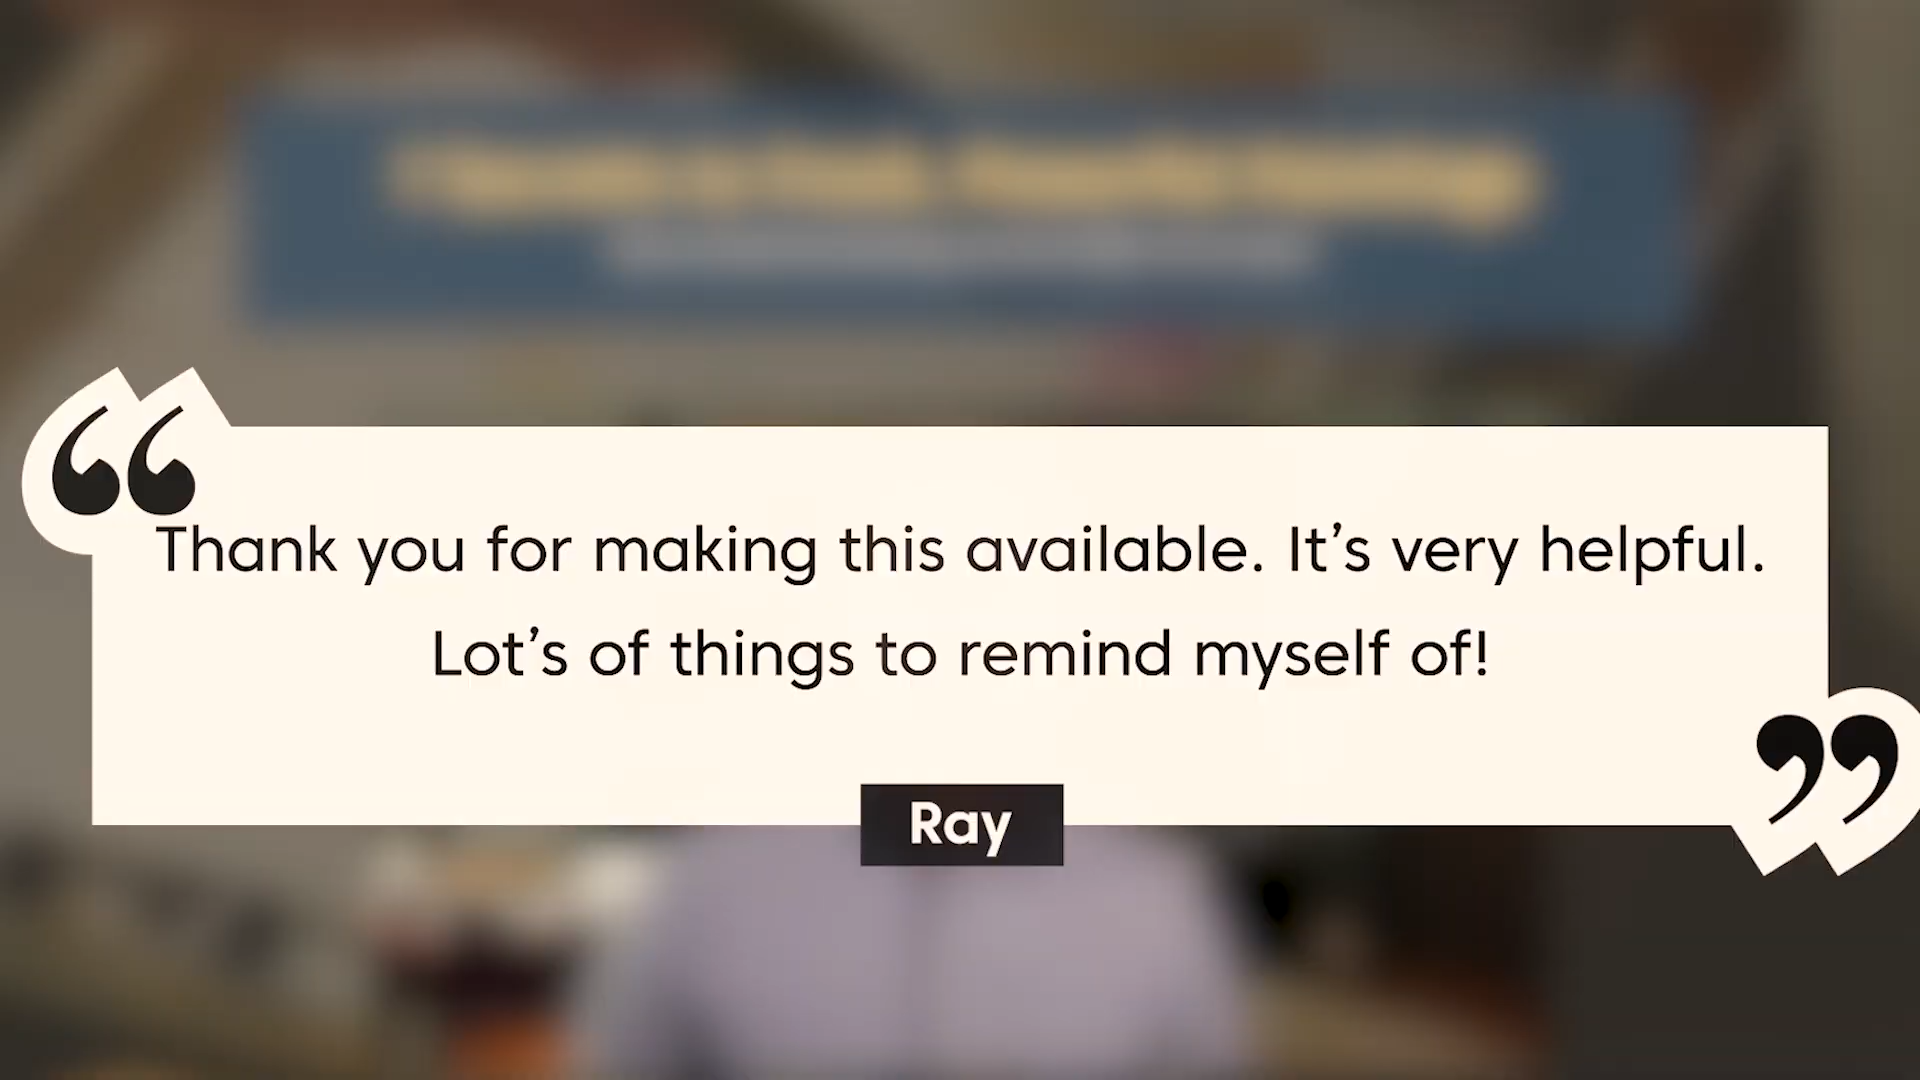 “Thank you for making this available. It’s very helpful.
Lot’s of things to remind myself of!”
Ray